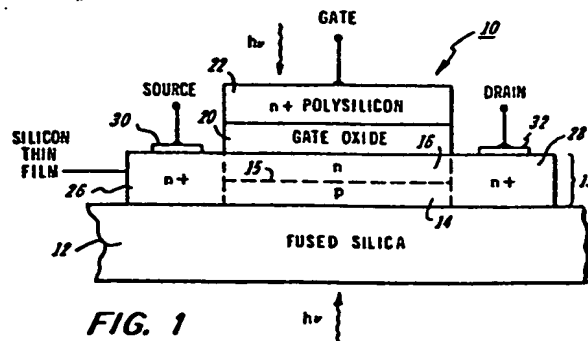 GATE
hν
10
22
SOURCE
n+ POLYSILICON
DRAIN
30
20
GATE OXIDE
16
32
28
SILICON
THIN
FILM
26
n+
15
n
p
14
n+
12
FUSED SILICA
FIG. 1
hν